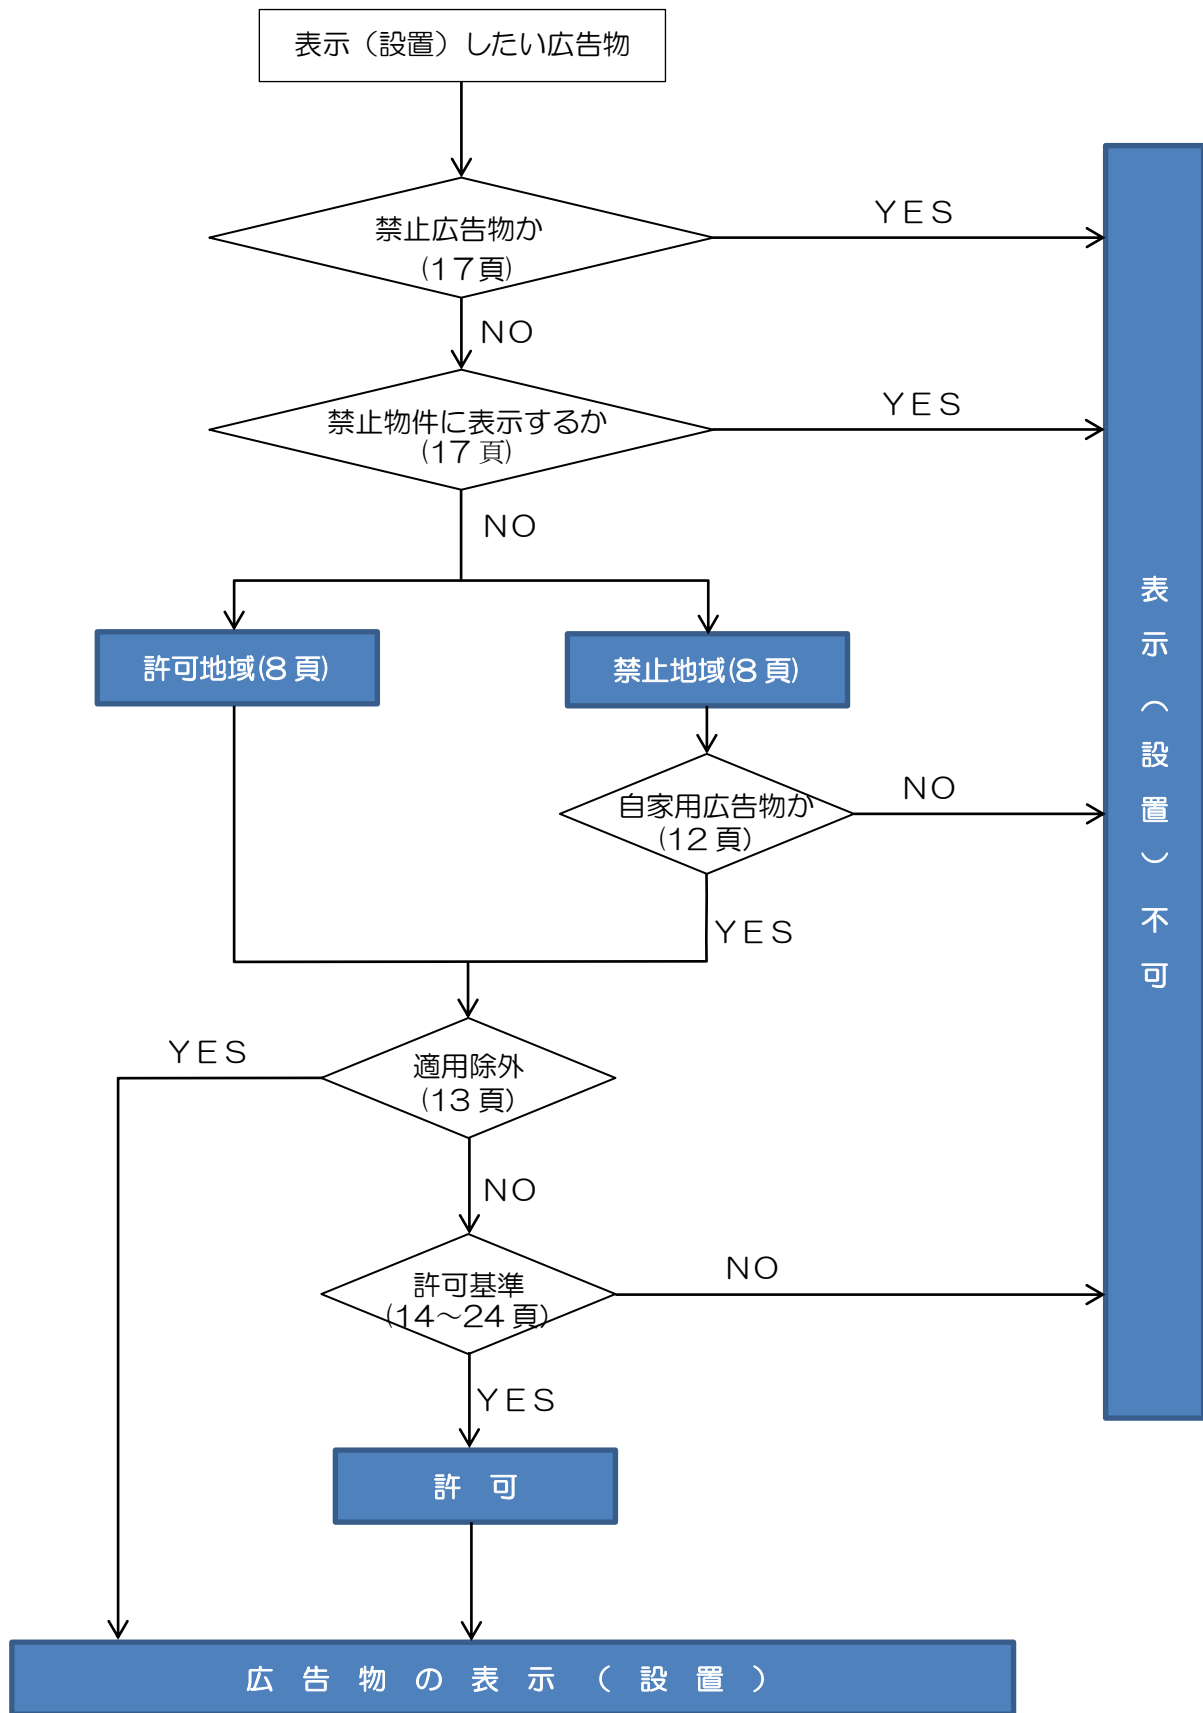 表示（設置）したい広告物
禁止広告物か
(１７頁)
YES
NO
禁止物件に表示するか
(１７頁)
YES
NO
許可地域(８頁)
禁止地域(８頁)
自家用広告物か
(１２頁)
NO
YES
適用除外
(１３頁)
YES
NO
許可基準
(１４～２４頁)
NO
YES
許可
広告物の表示（設置）
表示（設置）不可